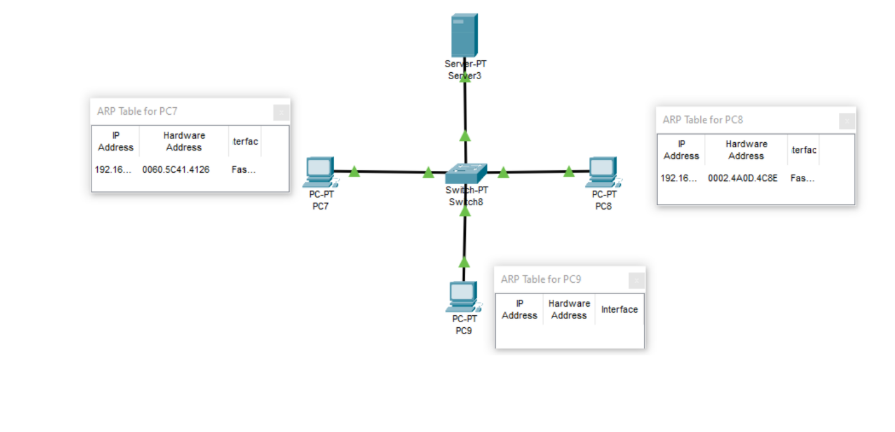 Server-PT
Server3
ARP Table for PC7
IP
Address
Hardware
Address
terfac
192.16... 0060.5C41.4126 Fas...
ARP Table for PC8
IP
Address
Hardware
Address
terfac
192.16... 0002.4A0D.4C8E Fas...
PC-PT
PC7
Switch-PT
Switch8
PC-PT
PC8
ARP Table for PC9
IP
Address
Hardware
Address
Interface
PC-PT
PC9